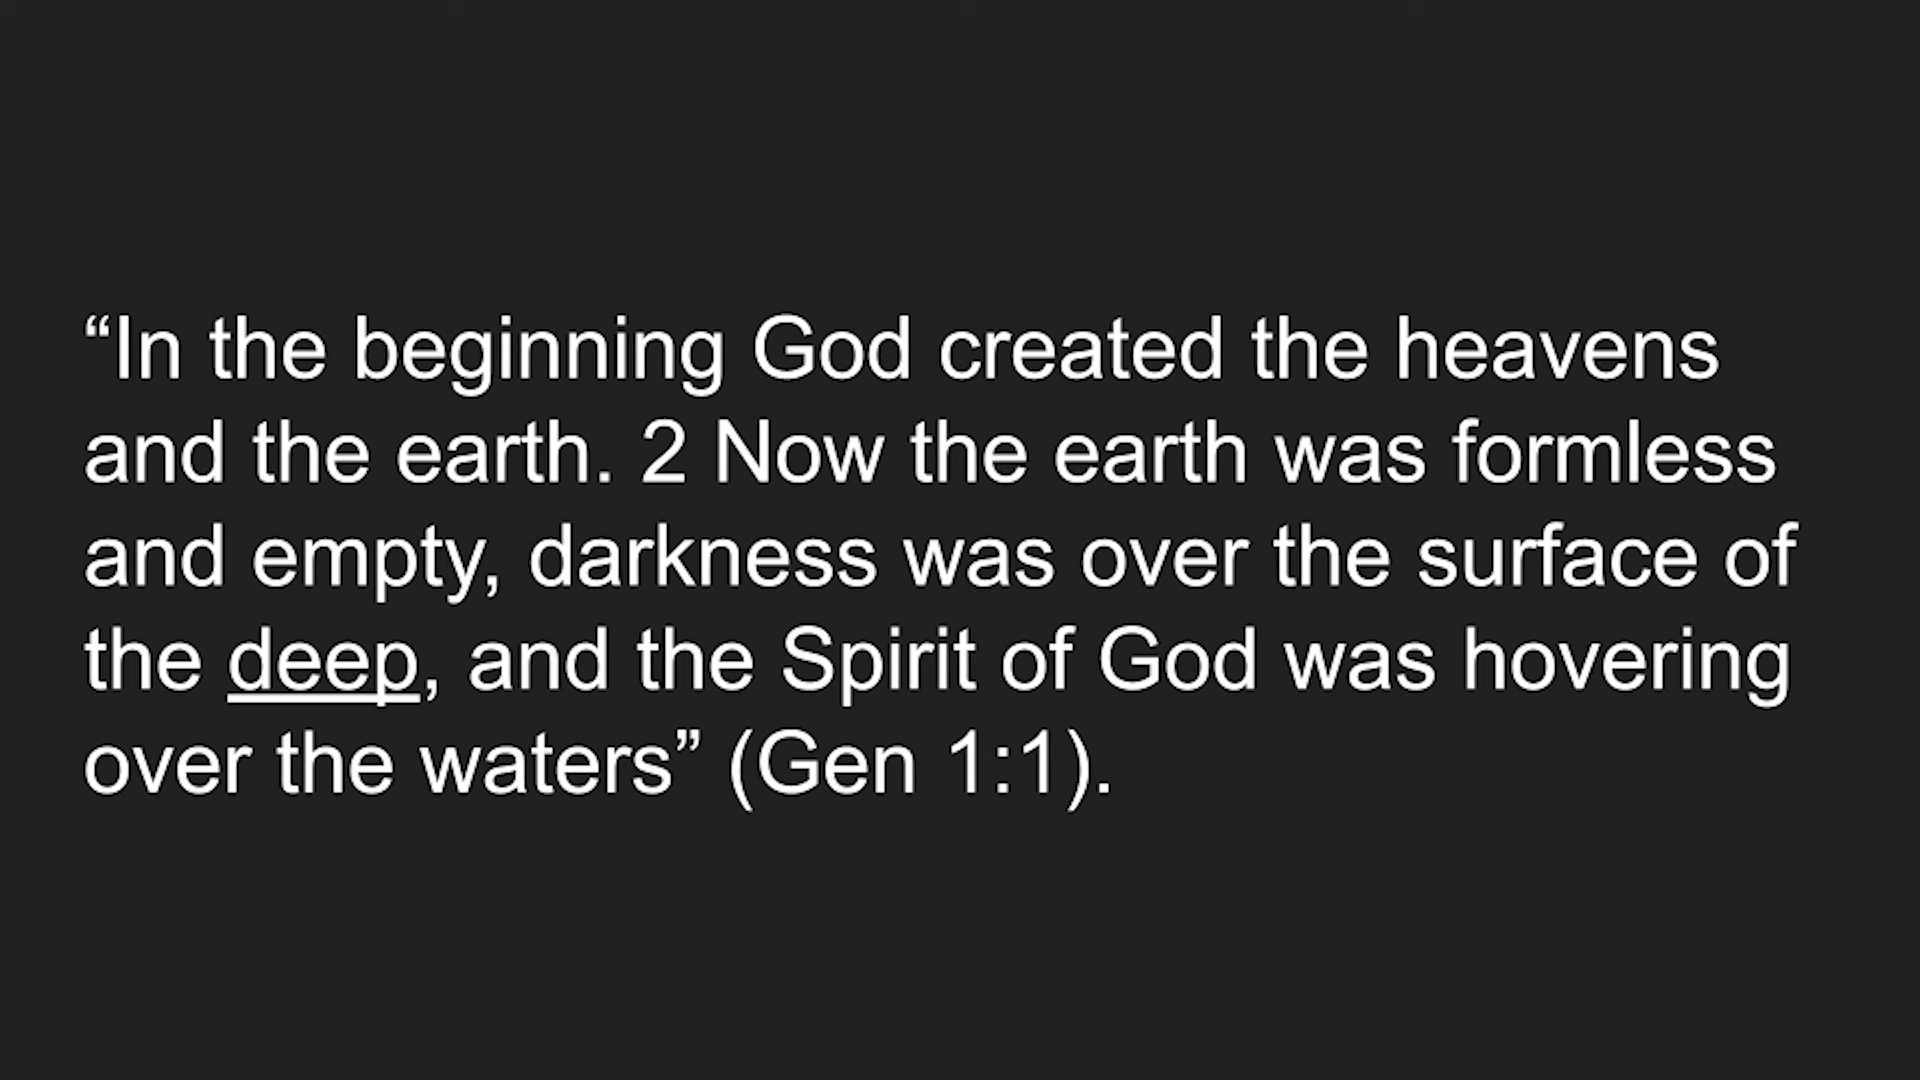 “In the beginning God created the heavens
and the earth. 2 Now the earth was formless
and empty, darkness was over the surface of
the deep, and the Spirit of God was hovering
over the waters” (Gen 1:1).